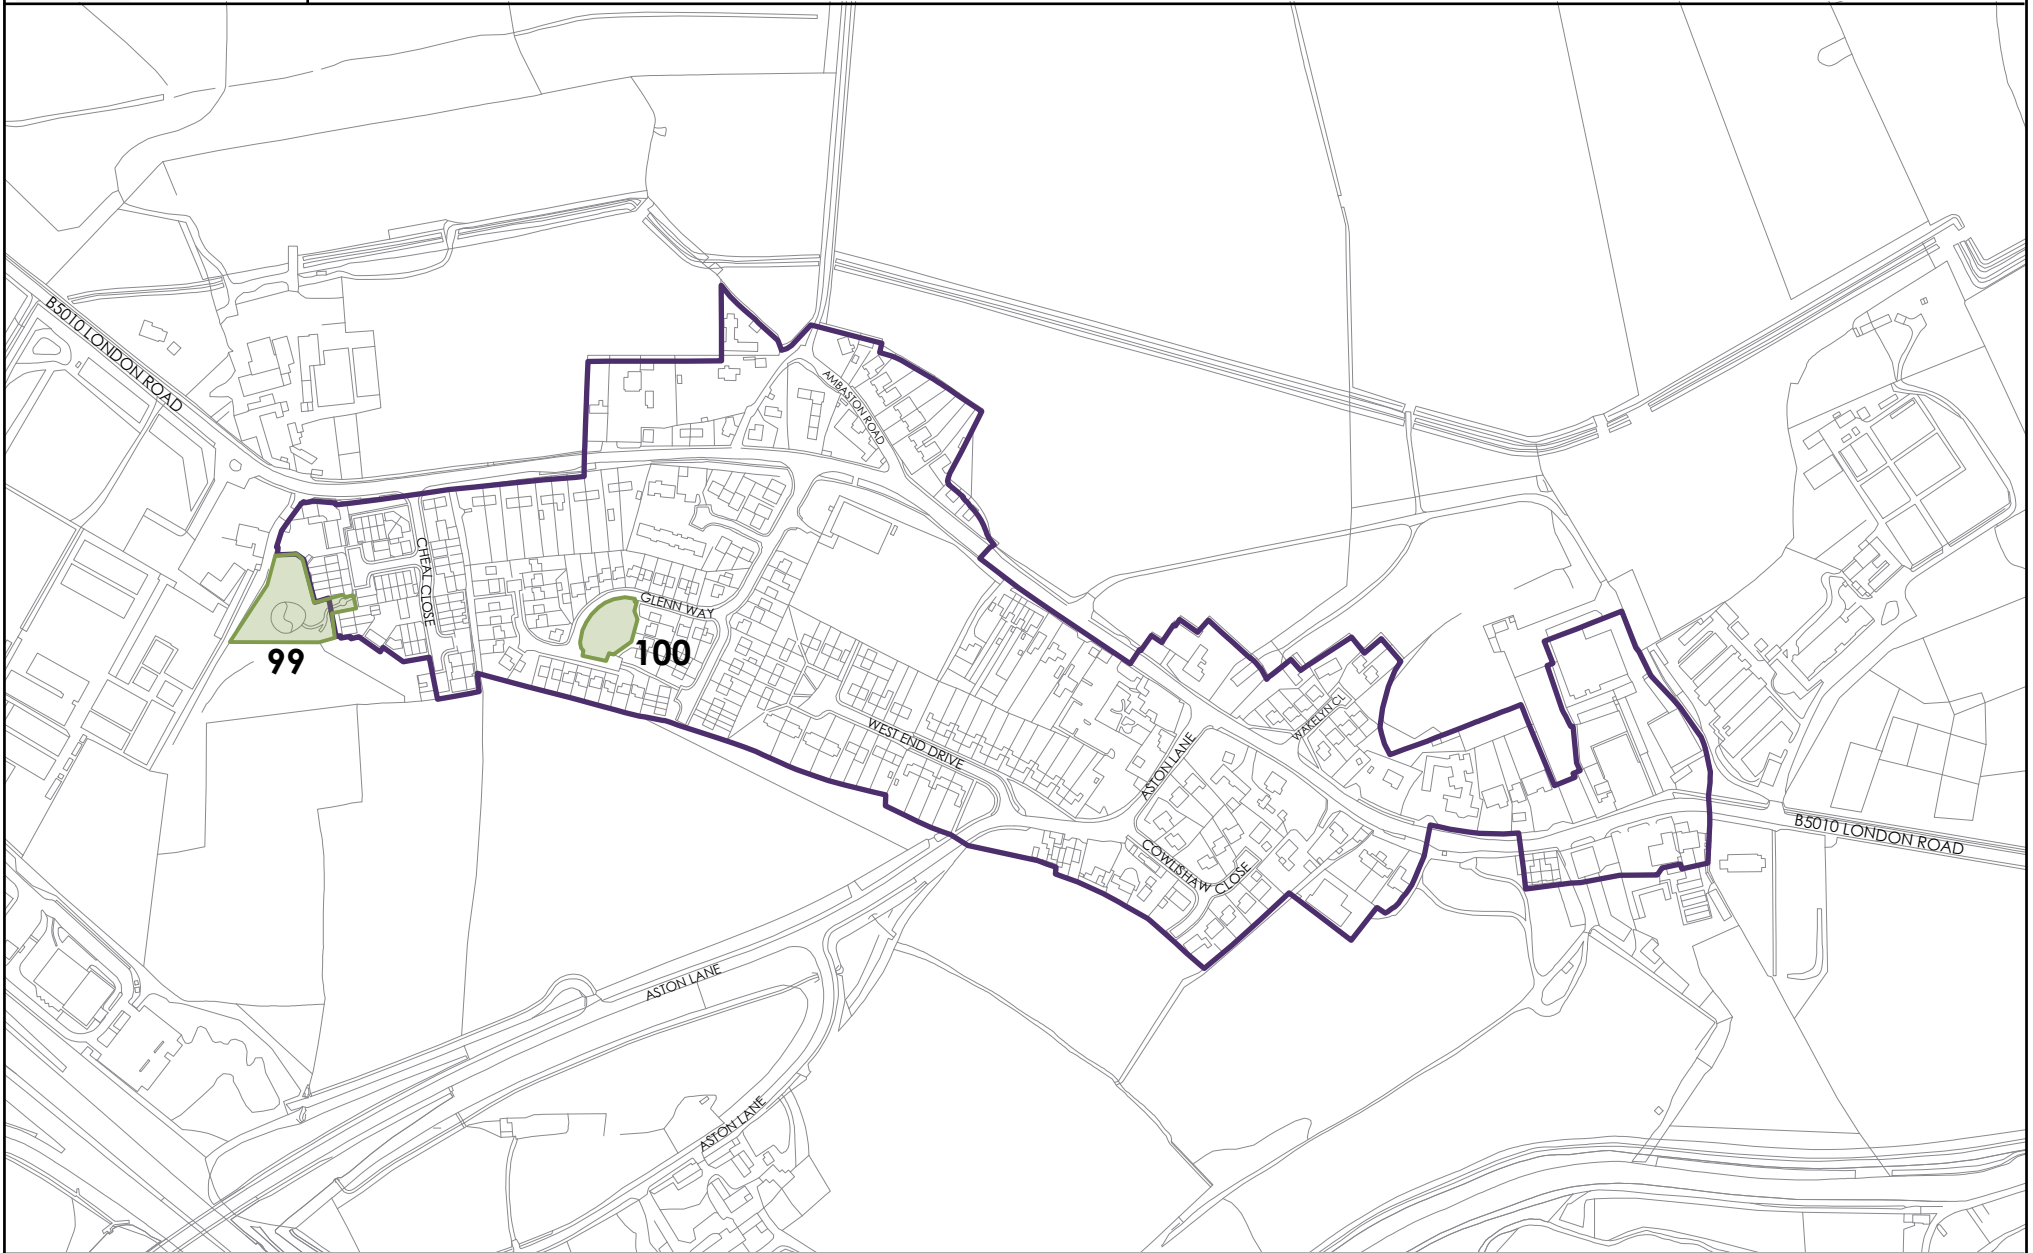 B5010 LONDON ROAD
AMBASTON ROAD
CHEAL CLOSE
GLENN WAY
99
100
WEST END DRIVE
WAKELYN CL
ASTON LANE
B5010 LONDON ROAD
COWLISHAW CLOSE
ASTON LANE
ASTON LANE